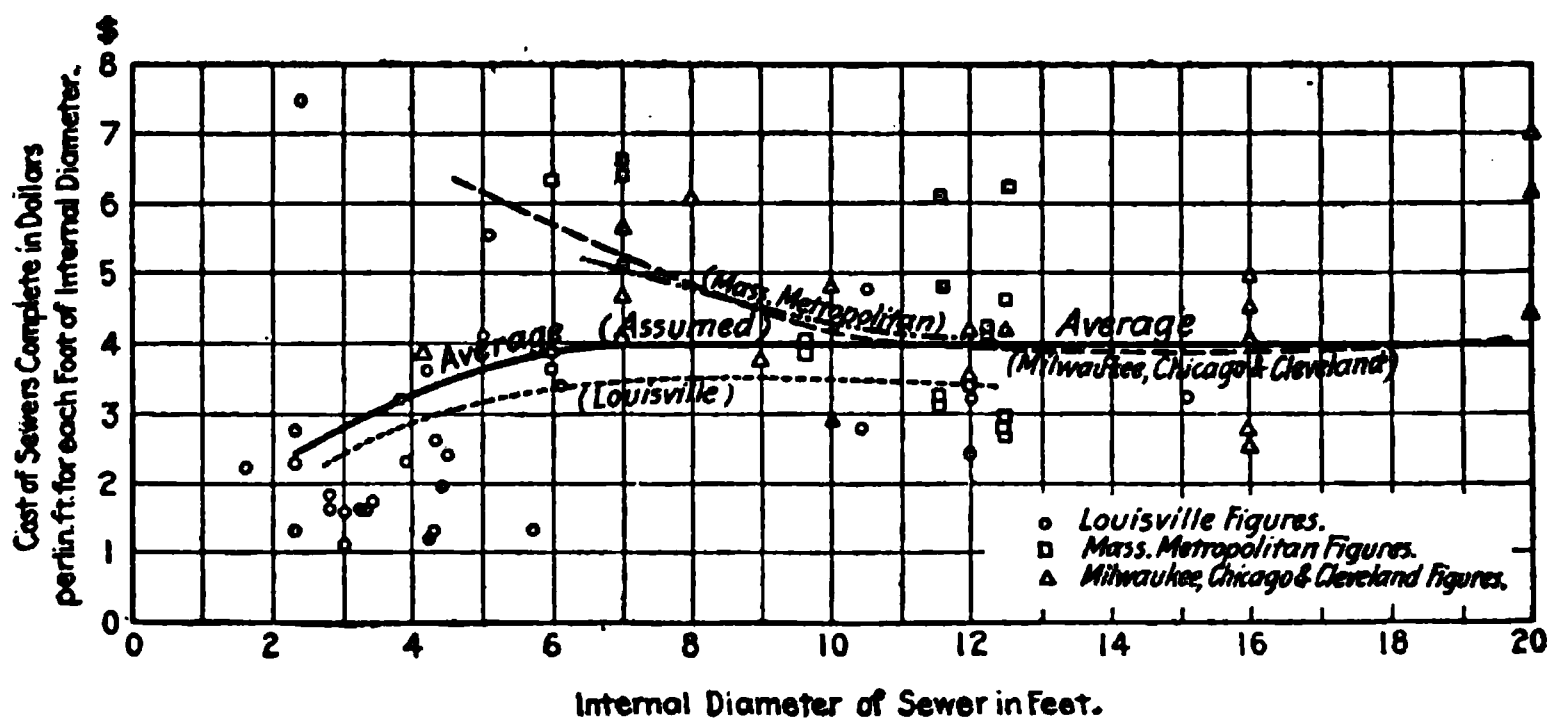 $
8
7
6
5
4
3
2
1
0
Cost of Sewers Complete in Dollars
per lin. ft. for each Foot of Internal Diameter.
(Mass. Metropolitan)
Average (Assumed)
Average
(Milwaukee, Chicago & Cleveland)
(Louisville)
o Louisville Figures.
□ Mass. Metropolitan Figures.
△ Milwaukee, Chicago & Cleveland Figures.
0 2 4 6 8 10 12 14 16 18 20
Internal Diameter of Sewer in Feet.